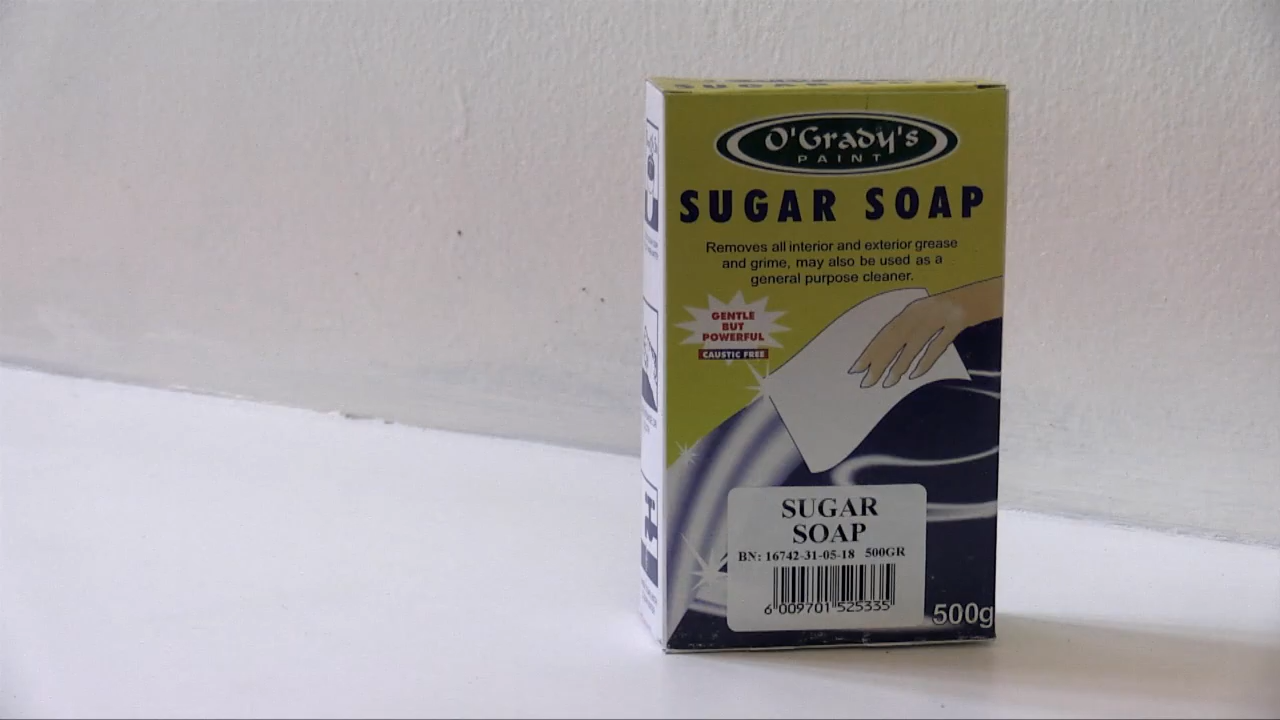 O'Grady's
PAINT
SUGAR SOAP
Removes all interior and exterior grease
and grime, may also be used as a
general purpose cleaner.
GENTLE
BUT
POWERFUL
CAUSTIC FREE
SUGAR
SOAP
BN: 16742-31-05-18 500GR
6 009701 525335
500g